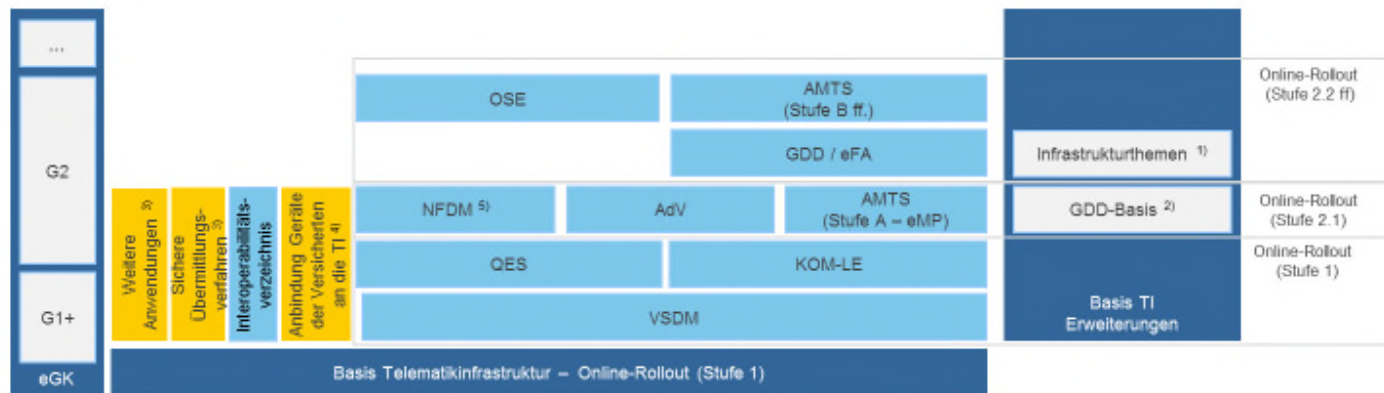 ...
G2
G1+
eGK
Weitere
Anwendungen 3)
Sichere
Übermittlungs-
verfahren 3)
Interoperabilitäts-
verzeichnis
Anbindung Geräte
der Versicherten
an die TI 4)
OSE
AMTS
(Stufe B ff.)
GDD / eFA
NFDM 5)
AdV
AMTS
(Stufe A – eMP)
QES
KOM-LE
VSDM
Basis Telematikinfrastruktur – Online-Rollout (Stufe 1)
Infrastrukturthemen 1)
GDD-Basis 2)
Basis TI
Erweiterungen
Online-Rollout
(Stufe 2.2 ff)
Online-Rollout
(Stufe 2.1)
Online-Rollout
(Stufe 1)